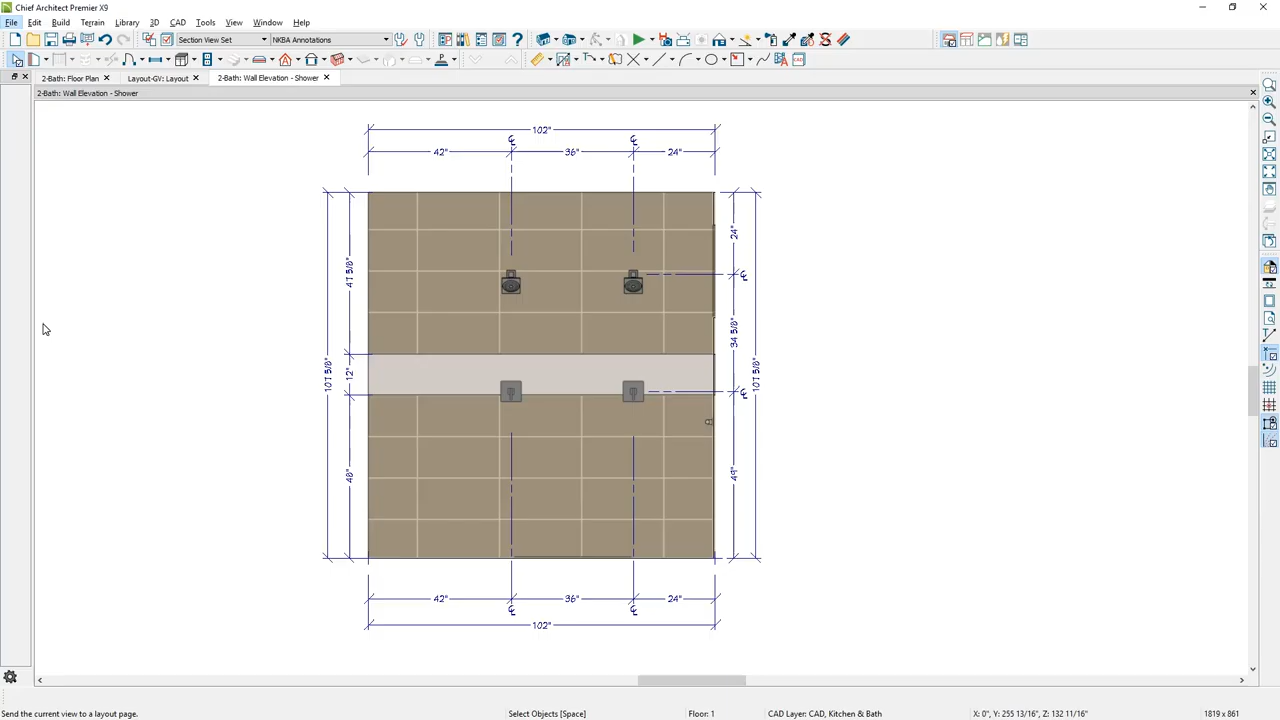 Chief Architect Premier X9
File Edit Build Terrain Library 3D CAD Tools View Window Help
Section View Set NKBA Annotations
2-Bath: Floor Plan Layout-GV: Layout 2-Bath: Wall Elevation - Shower
2-Bath: Wall Elevation - Shower
102"
42" 36" 24"
24"
47 5/8"
34 5/8"
107 5/8" 12" 107 5/8"
48" 49"
42" 36" 24"
102"
Send the current view to a layout page. Select Objects [Space] Floor: 1 CAD Layer: CAD, Kitchen & Bath X: 0", Y: 255 13/16", Z: 132 11/16" 1819 x 861